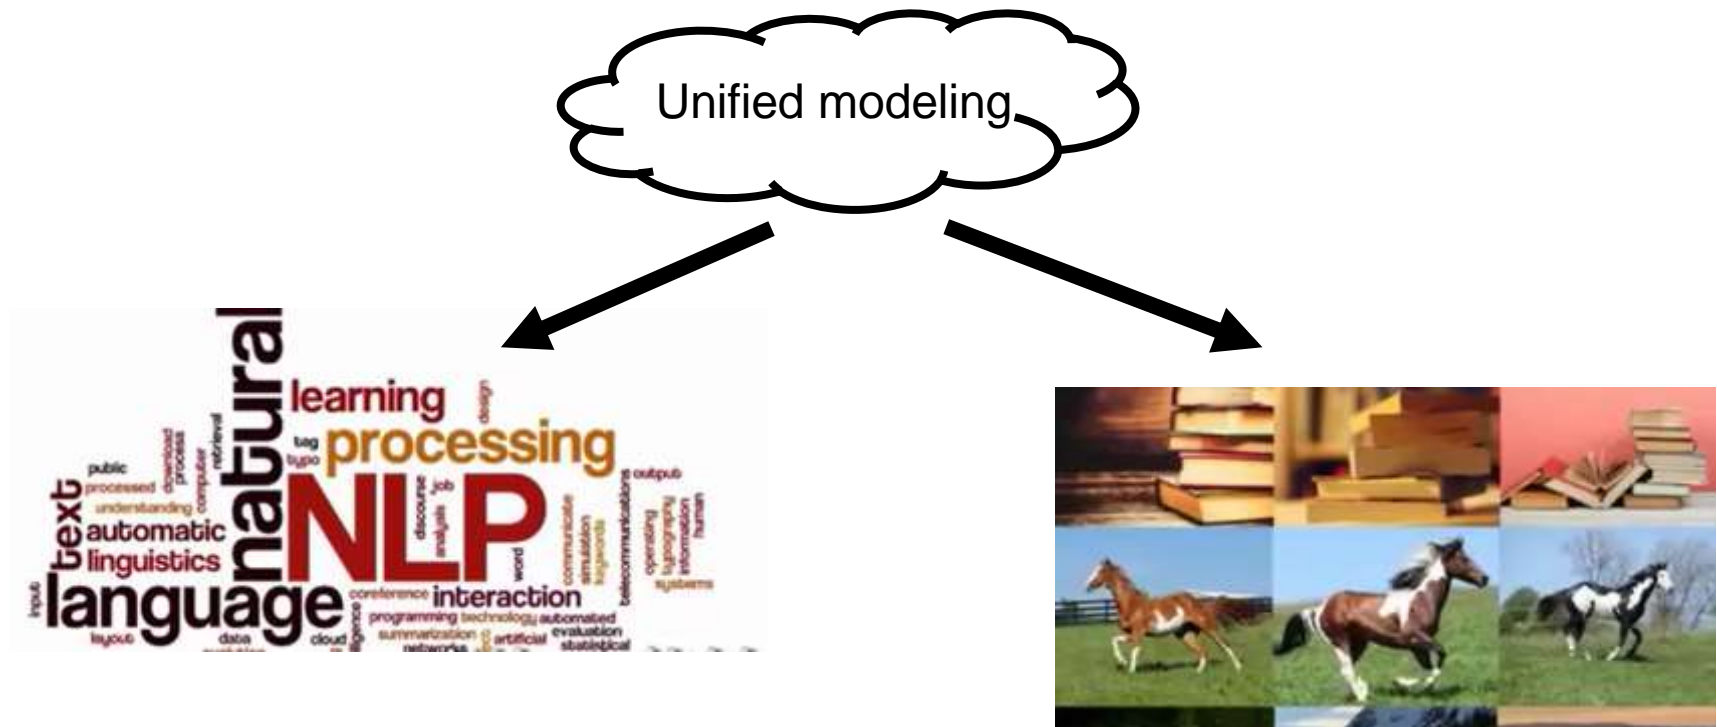 Unified modeling
natural
learning
design
processing
tag
typo
retrieval
download
process
computer
public
processed
understanding
text
automatic
linguistics
NLP
discourse
job
analysis
word
communicate
simulation
keywords
telecommunications
output
operating
typography
information
human
systems
input
language
coreference
interaction
programming technology automated
layout
data
cloud
summarization
artificial
evaluation
networks
statistical